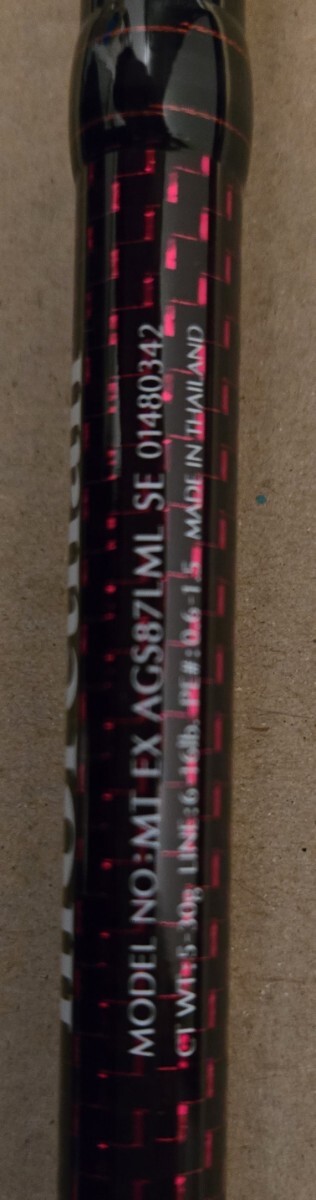 MODEL NO:MT EX AGS87LML SE 01480342
CT WT:5-30g LINE:6-16lb. PE#:0.6-1.5 MADE IN THAILAND